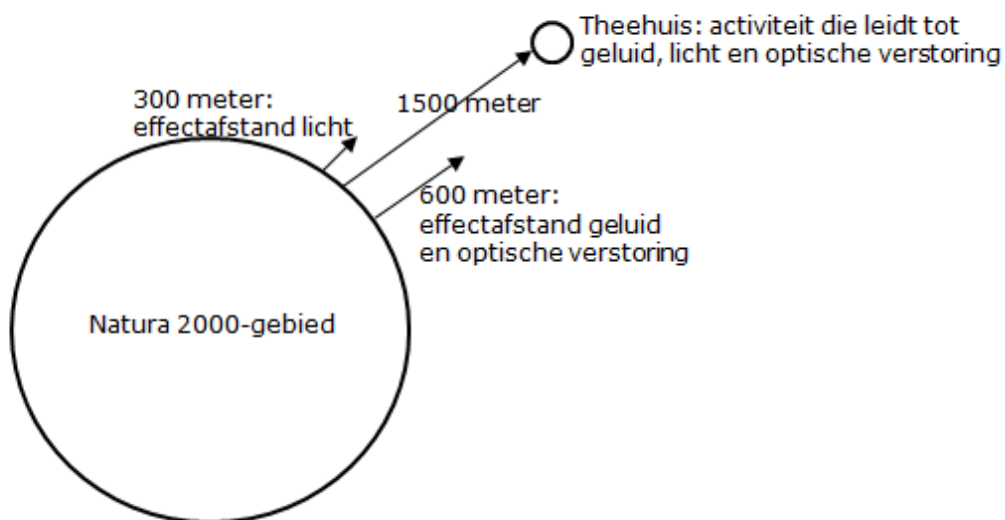 Theehuis: activiteit die leidt tot
geluid, licht en optische verstoring
300 meter:
effectafstand licht
1500 meter
600 meter:
effectafstand geluid
en optische verstoring
Natura 2000-gebied